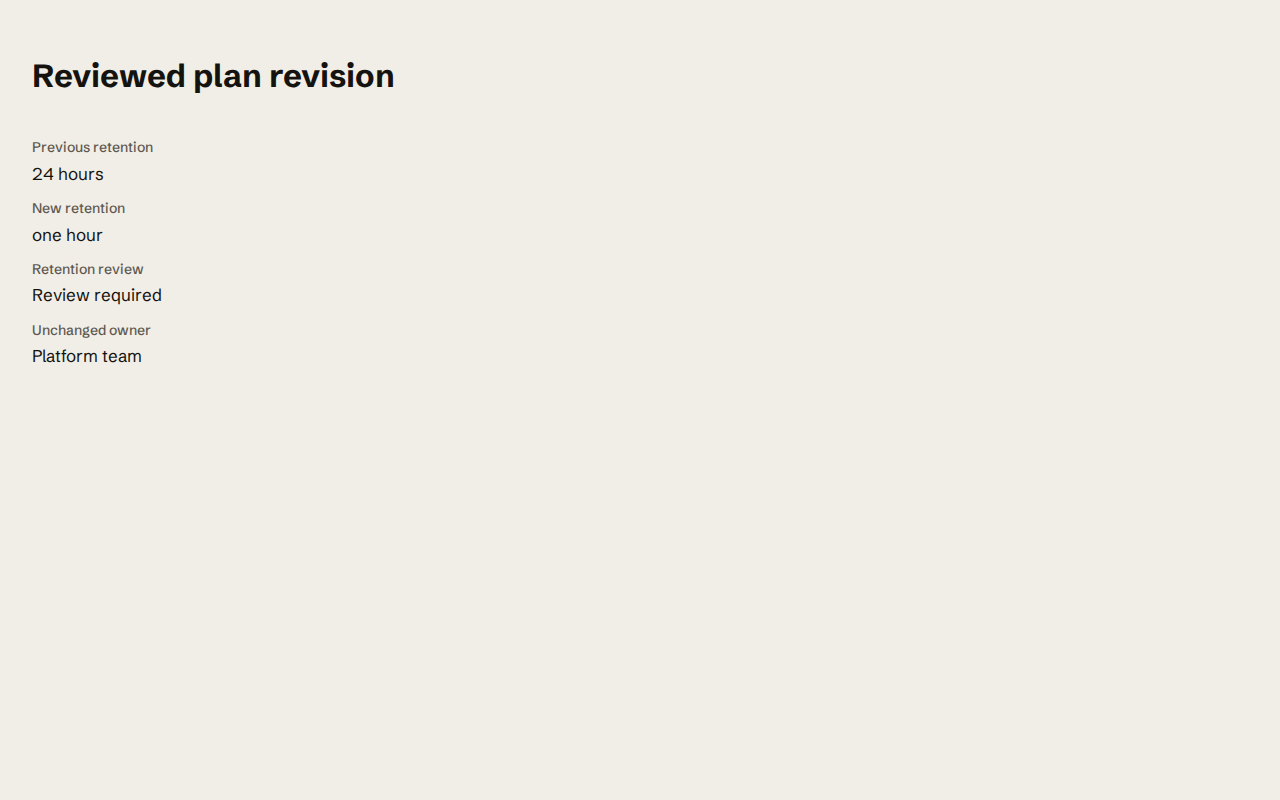 Reviewed plan revision
Previous retention
24 hours
New retention
one hour
Retention review
Review required
Unchanged owner
Platform team